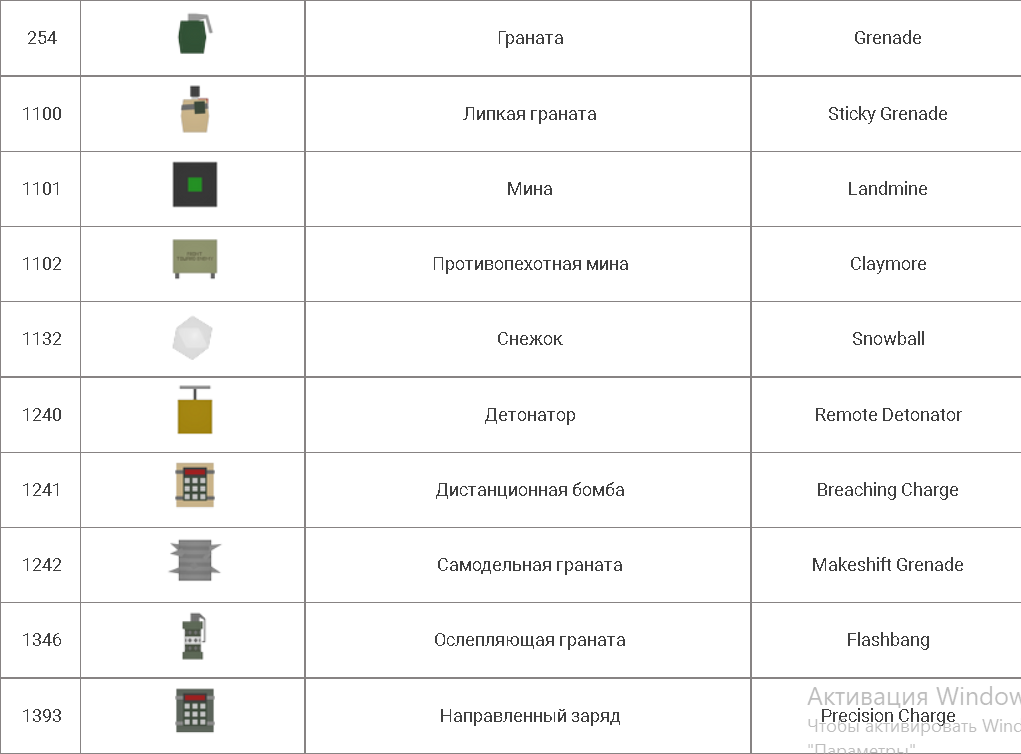 254 Граната Grenade
1100 Липкая граната Sticky Grenade
1101 Мина Landmine
1102 Противопехотная мина Claymore
1132 Снежок Snowball
1240 Детонатор Remote Detonator
1241 Дистанционная бомба Breaching Charge
1242 Самодельная граната Makeshift Grenade
1346 Ослепляющая граната Flashbang
1393 Направленный заряд Precision Charge
Активация Window
Чтобы активировать Winc
"Параметры"